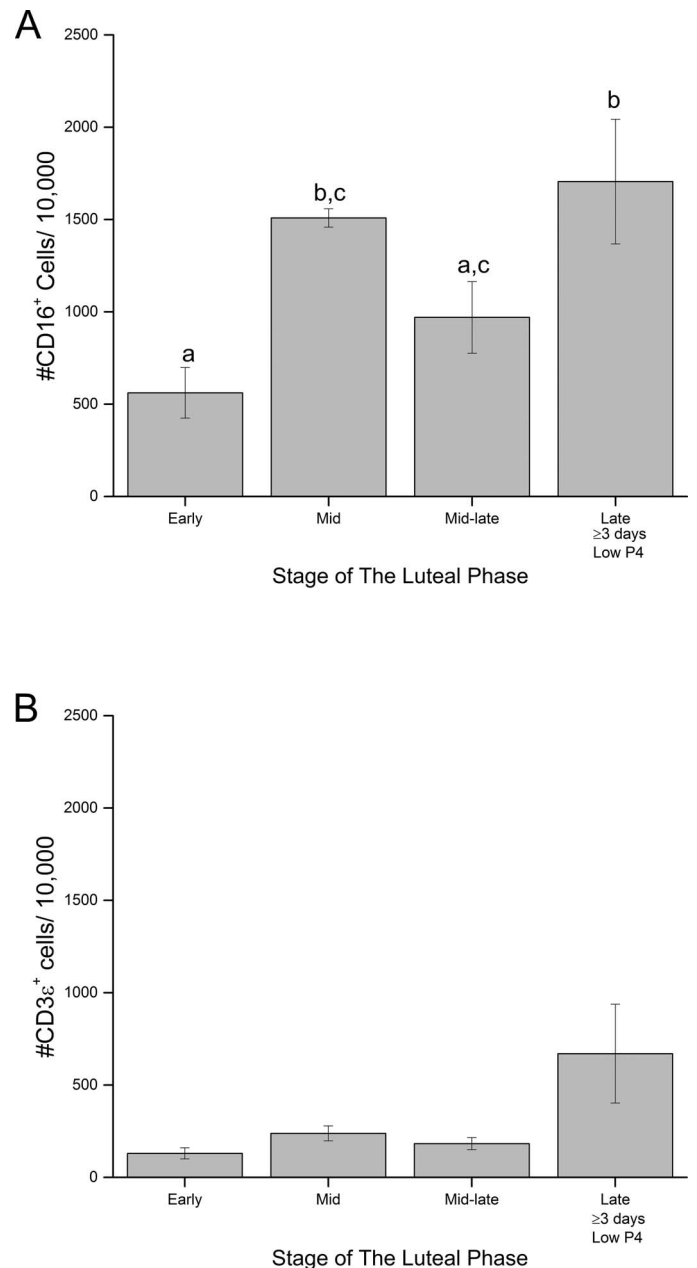 A
2500
2000
1500
1000
500
0
#CD16⁺ Cells/ 10,000
a
b,c
a,c
b
Early
Mid
Mid-late
Late
≥3 days
Low P4
Stage of The Luteal Phase
B
2500
2000
1500
1000
500
0
#CD3ε⁺ cells/ 10,000
Early
Mid
Mid-late
Late
≥3 days
Low P4
Stage of The Luteal Phase